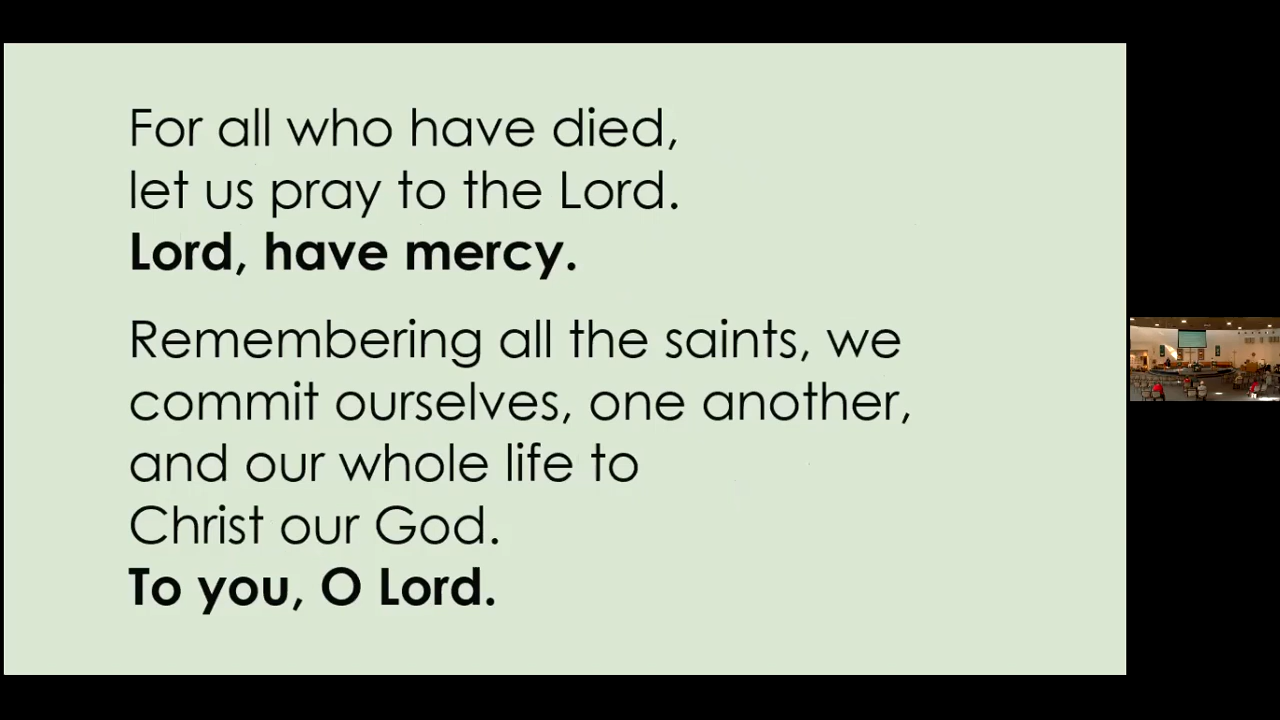 For all who have died,
let us pray to the Lord.
Lord, have mercy.
Remembering all the saints, we
commit ourselves, one another,
and our whole life to
Christ our God.
To you, O Lord.